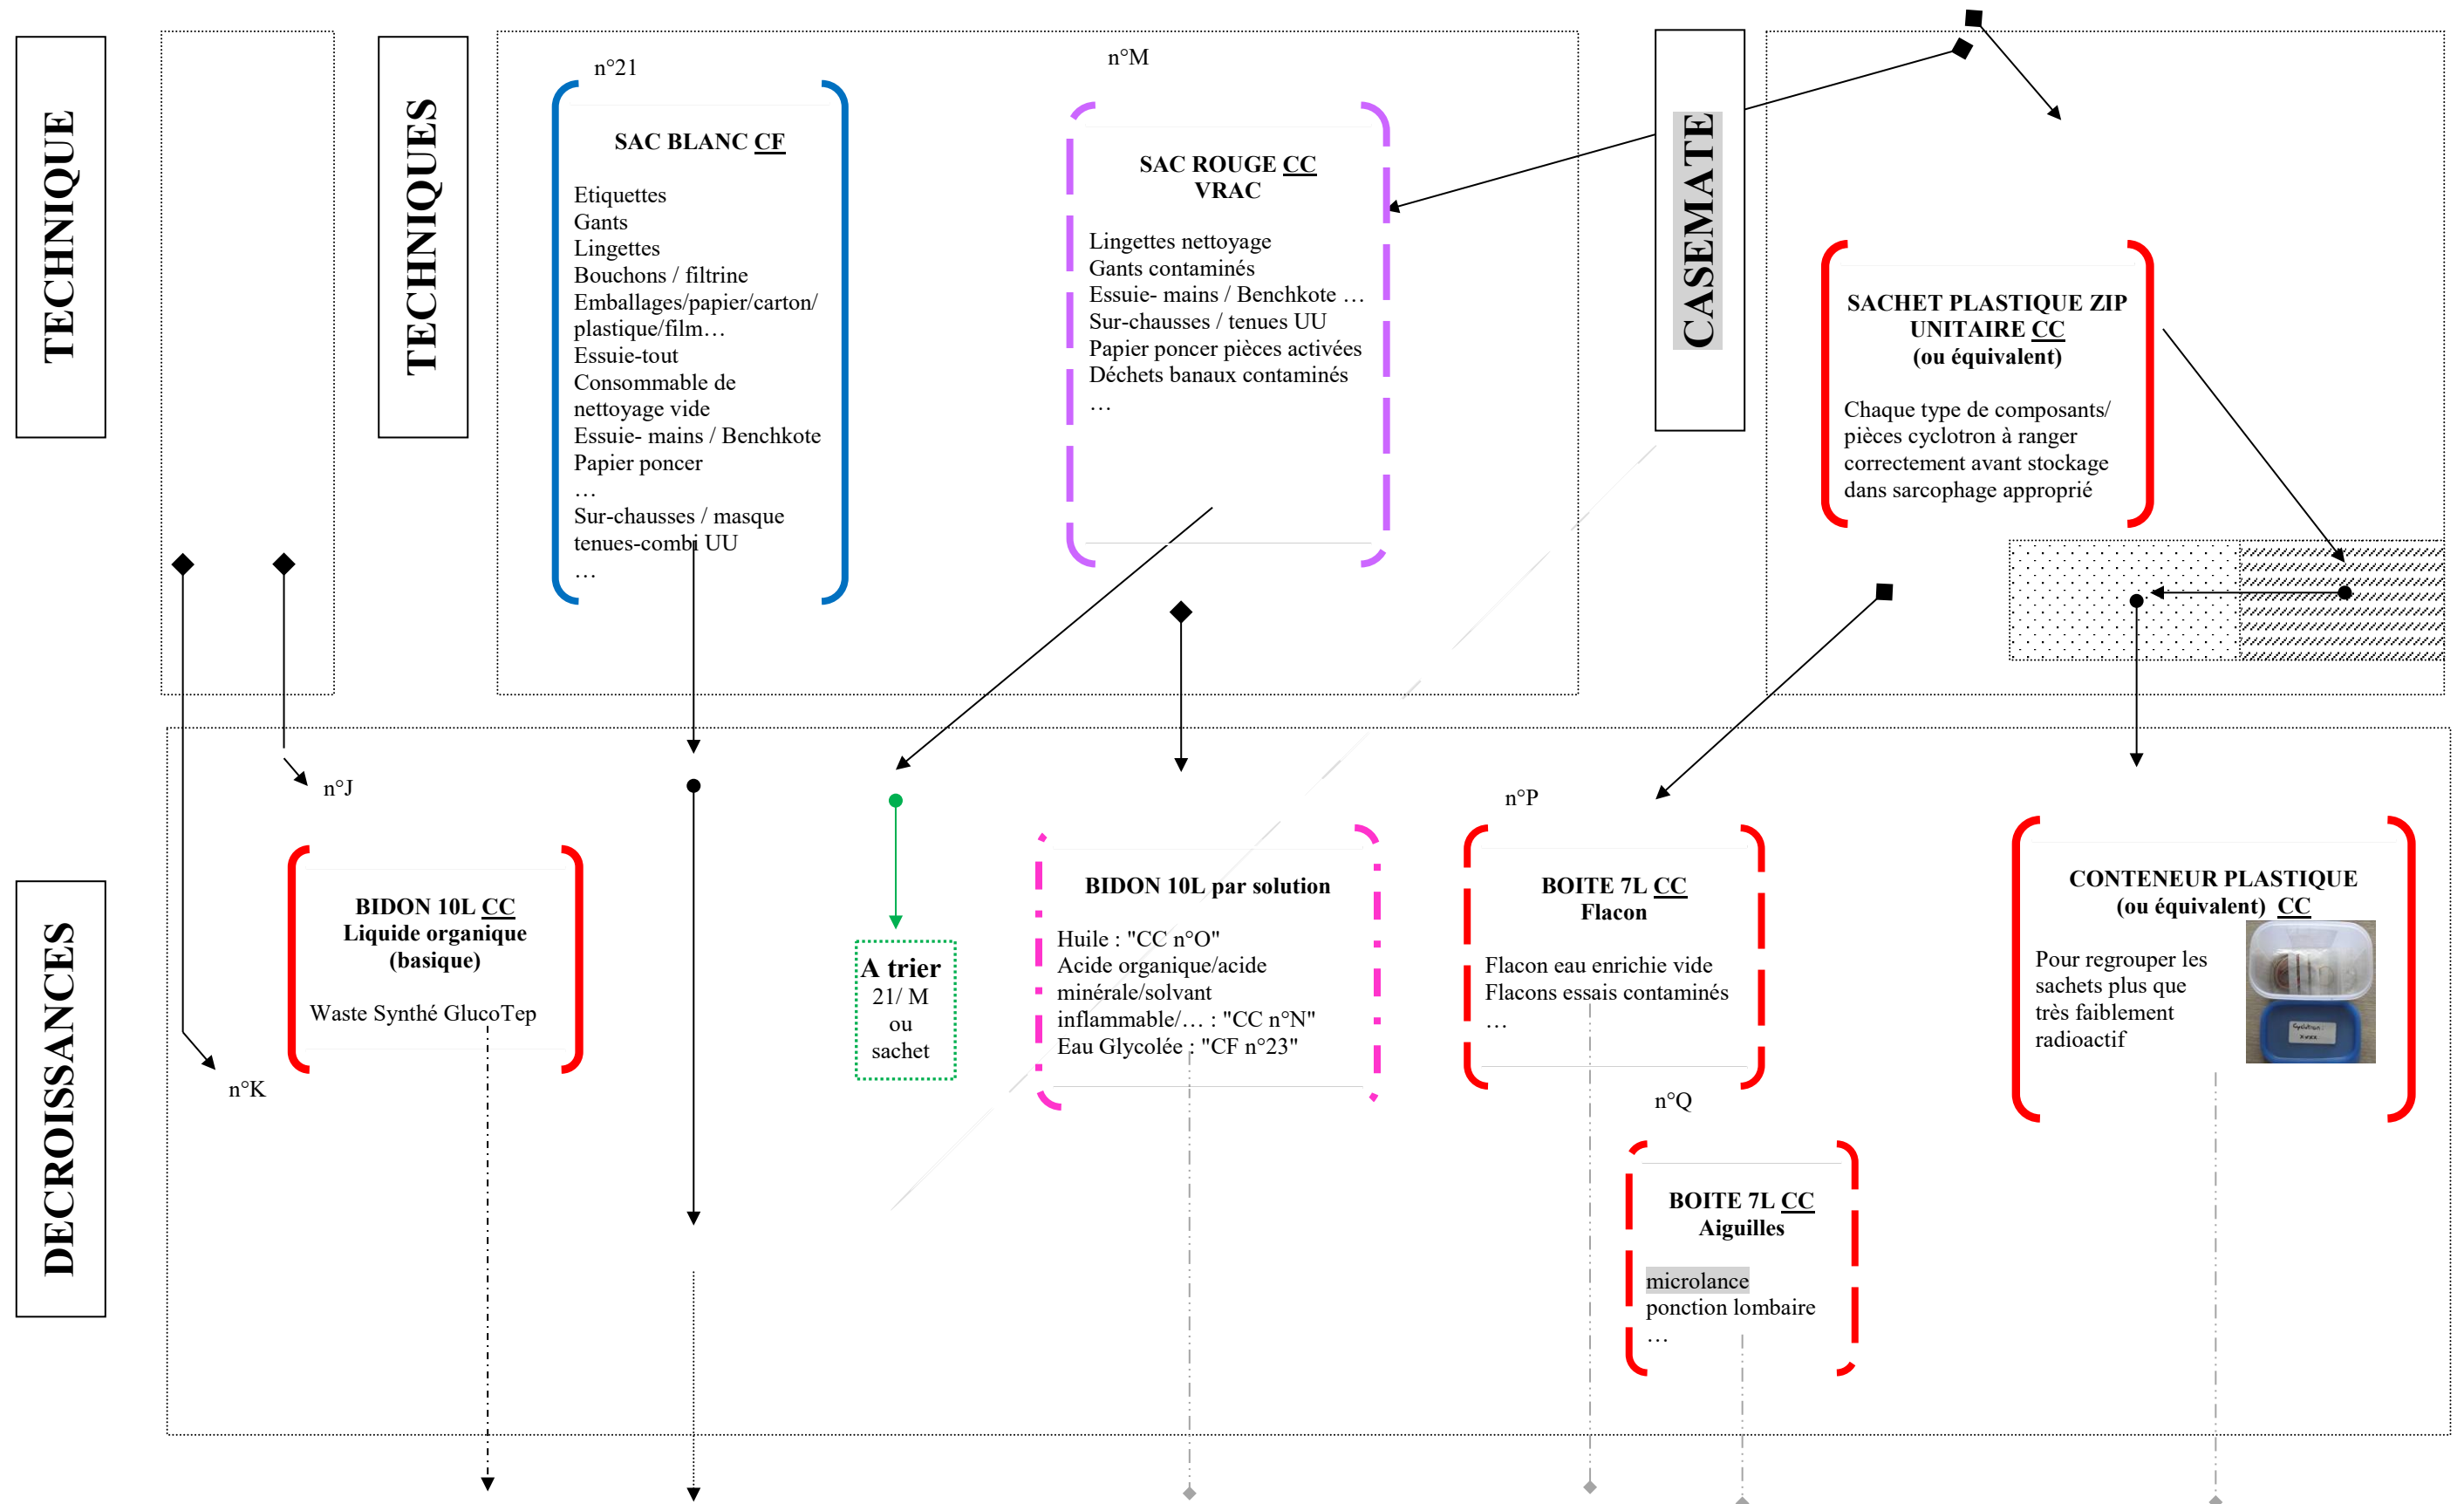 TECHNIQUE
TECHNIQUES
n°21
SAC BLANC CF
Etiquettes
Gants
Lingettes
Bouchons / filtrine
Emballages/papier/carton/
plastique/film…
Essuie-tout
Consommable de
nettoyage vide
Essuie- mains / Benchkote
Papier poncer
…
Sur-chausses / masque
tenues-combi UU
…
n°M
SAC ROUGE CC
VRAC
Lingettes nettoyage
Gants contaminés
Essuie- mains / Benchkote …
Sur-chausses / tenues UU
Papier poncer pièces activées
Déchets banaux contaminés
…
CASEMATE
SACHET PLASTIQUE ZIP
UNITAIRE CC
(ou équivalent)
Chaque type de composants/
pièces cyclotron à ranger
correctement avant stockage
dans sarcophage approprié
DECROISSANCES
n°J
n°K
BIDON 10L CC
Liquide organique
(basique)
Waste Synthé GlucoTep
A trier
21/ M
ou
sachet
BIDON 10L par solution
Huile : "CC n°O"
Acide organique/acide
minérale/solvant
inflammable/… : "CC n°N"
Eau Glycolée : "CF n°23"
n°P
BOITE 7L CC
Flacon
Flacon eau enrichie vide
Flacons essais contaminés
…
n°Q
BOITE 7L CC
Aiguilles
microlance
ponction lombaire
…
CONTENEUR PLASTIQUE
(ou équivalent) CC
Pour regrouper les
sachets plus que
très faiblement
radioactif